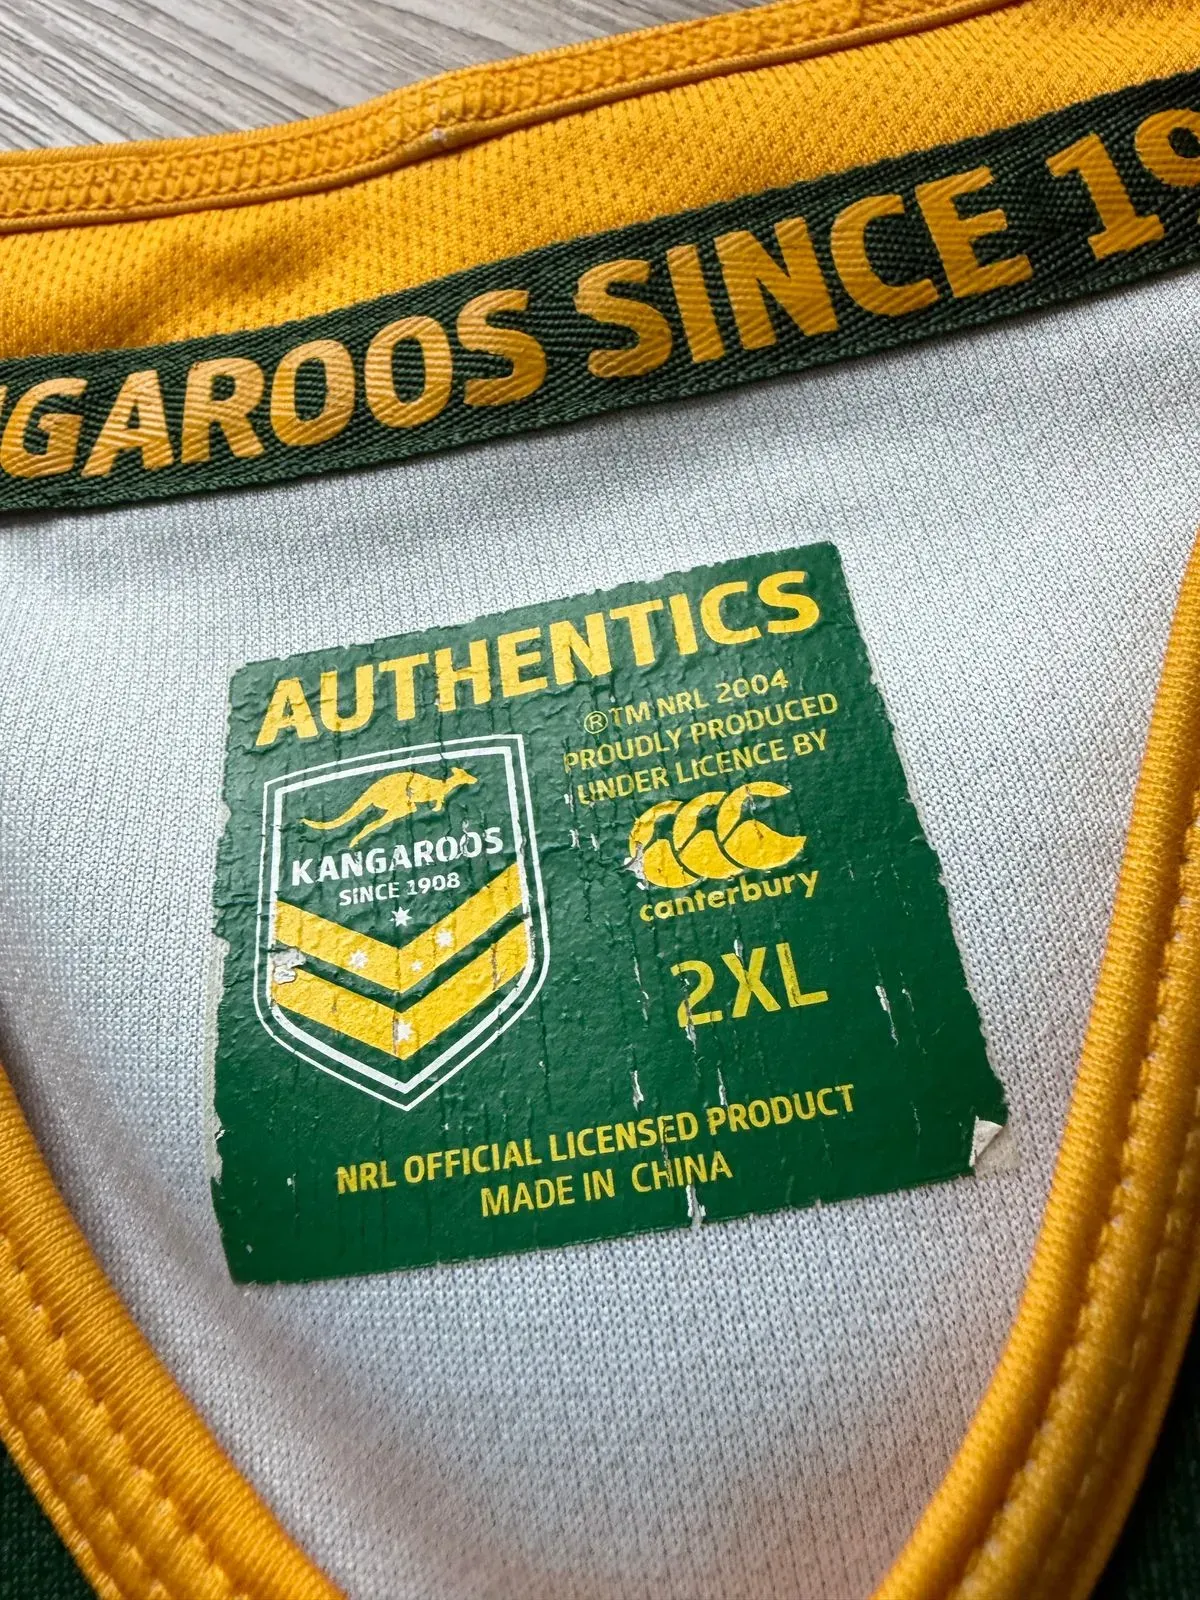 NGAROOS SINCE 19
AUTHENTICS
®TM NRL 2004
PROUDLY PRODUCED
UNDER LICENCE BY
canterbury
2XL
KANGAROOS
SINCE 1908
NRL OFFICIAL LICENSED PRODUCT
MADE IN CHINA